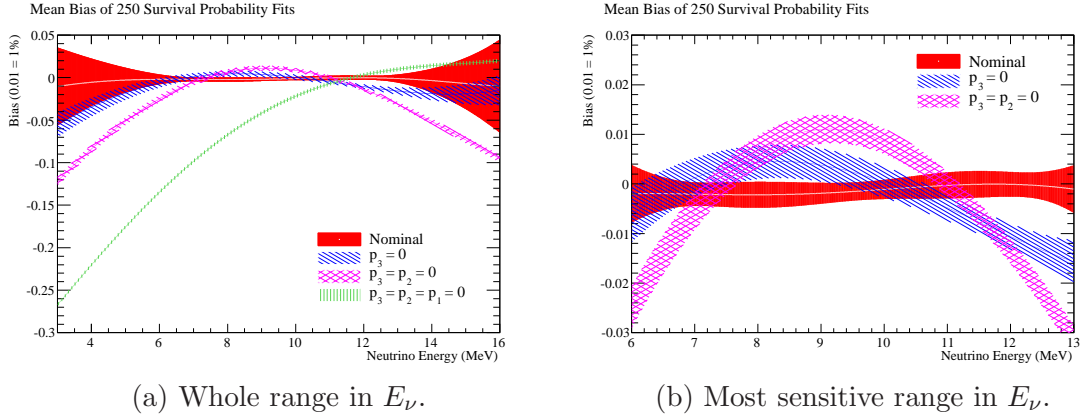 Mean Bias of 250 Survival Probability Fits
Bias (0.01 = 1%)
0.05
0
-0.05
-0.1
-0.15
-0.2
-0.25
-0.3
Nominal
p₃ = 0
p₃ = p₂ = 0
p₃ = p₂ = p₁ = 0
4 6 8 10 12 14 16
Neutrino Energy (MeV)
(a) Whole range in Eᵥ.
Mean Bias of 250 Survival Probability Fits
Bias (0.01 = 1%)
0.03
0.02
0.01
0
-0.01
-0.02
-0.03
Nominal
p₃ = 0
p₃ = p₂ = 0
6 7 8 9 10 11 12 13
Neutrino Energy (MeV)
(b) Most sensitive range in Eᵥ.